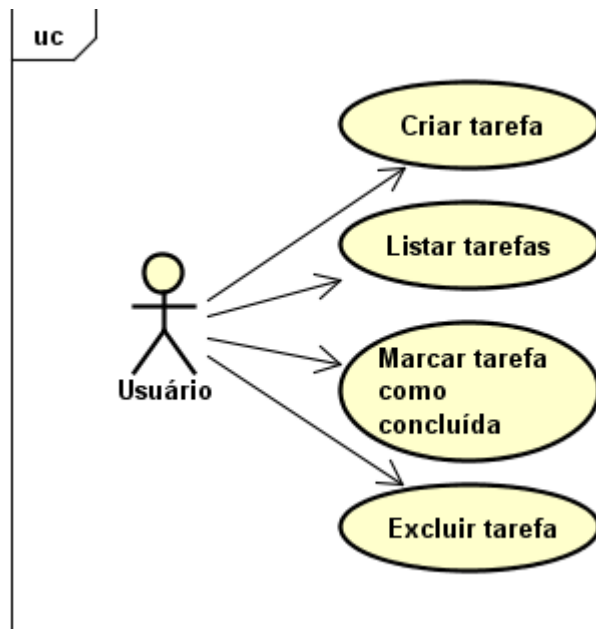 uc
Criar tarefa
Listar tarefas
Marcar tarefa
como
concluída
Usuário
Excluir tarefa